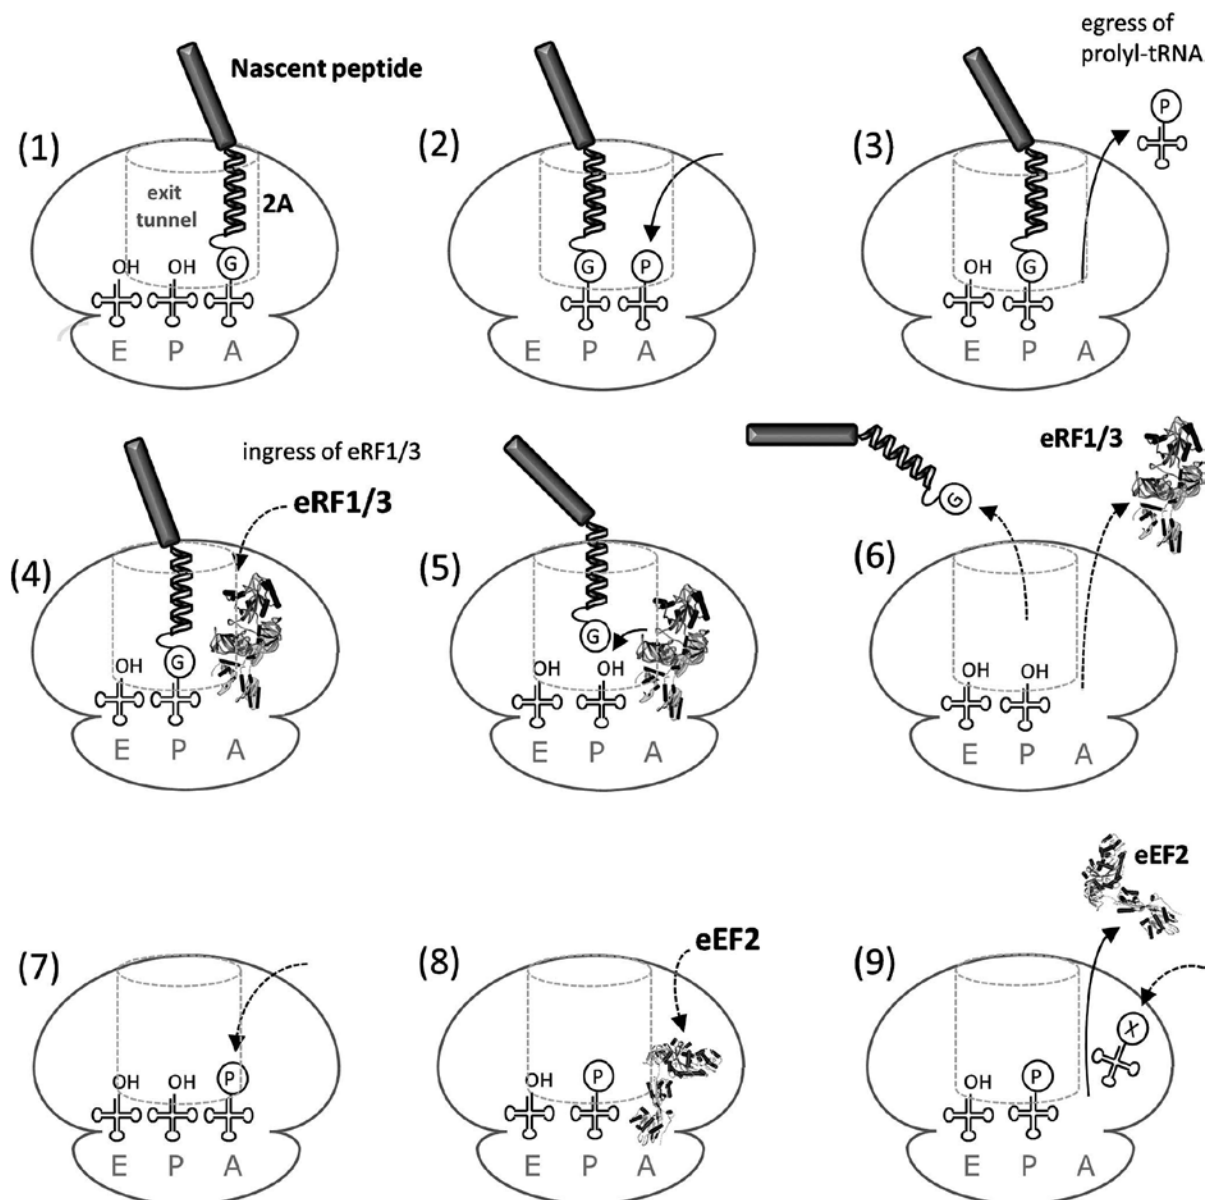 (1)
Nascent peptide
exit
tunnel
2A
OH OH G
E P A
(2)
G P
E P A
(3)
egress of
prolyl-tRNA
P
OH G
E P A
(4)
ingress of eRF1/3
eRF1/3
OH G
E P A
(5)
G
OH OH
E P A
(6)
G
eRF1/3
OH OH
E P A
(7)
OH OH P
E P A
(8)
eEF2
OH P
E P A
(9)
eEF2
X
OH P
E P A